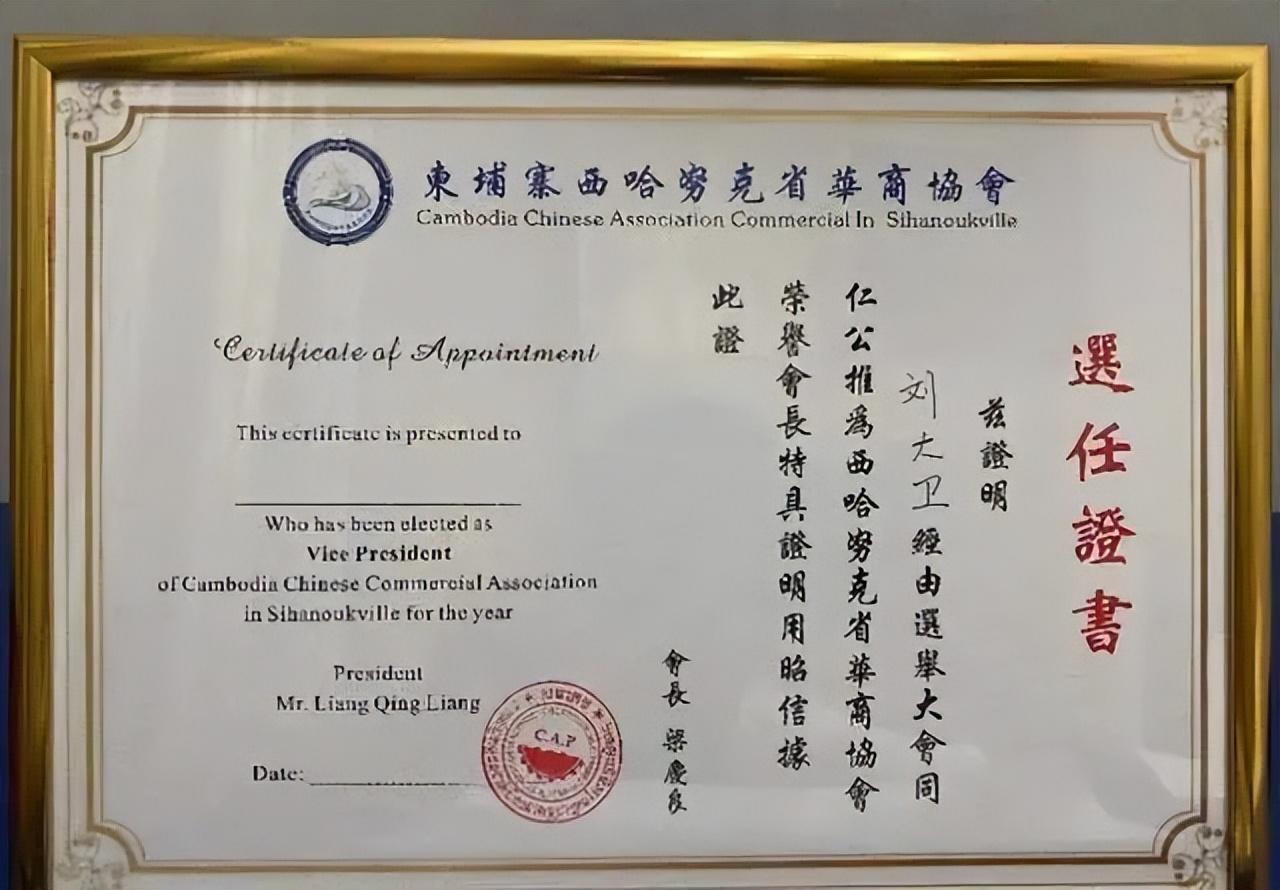 柬埔寨西哈努克省華商協會
Cambodia Chinese Association Commercial In Sihanoukville
選任證書
茲證明
刘大卫經由選舉大會同
仁公推爲西哈努克省華商協會
榮譽會長特具證明用昭信據
此證
會長 梁慶良
Certificate of Appointment
This certificate is presented to
Who has been elected as
Vice President
of Cambodia Chinese Commercial Association
in Sihanoukville for the year
President
Mr. Liang Qing Liang
Date:
C.A.P